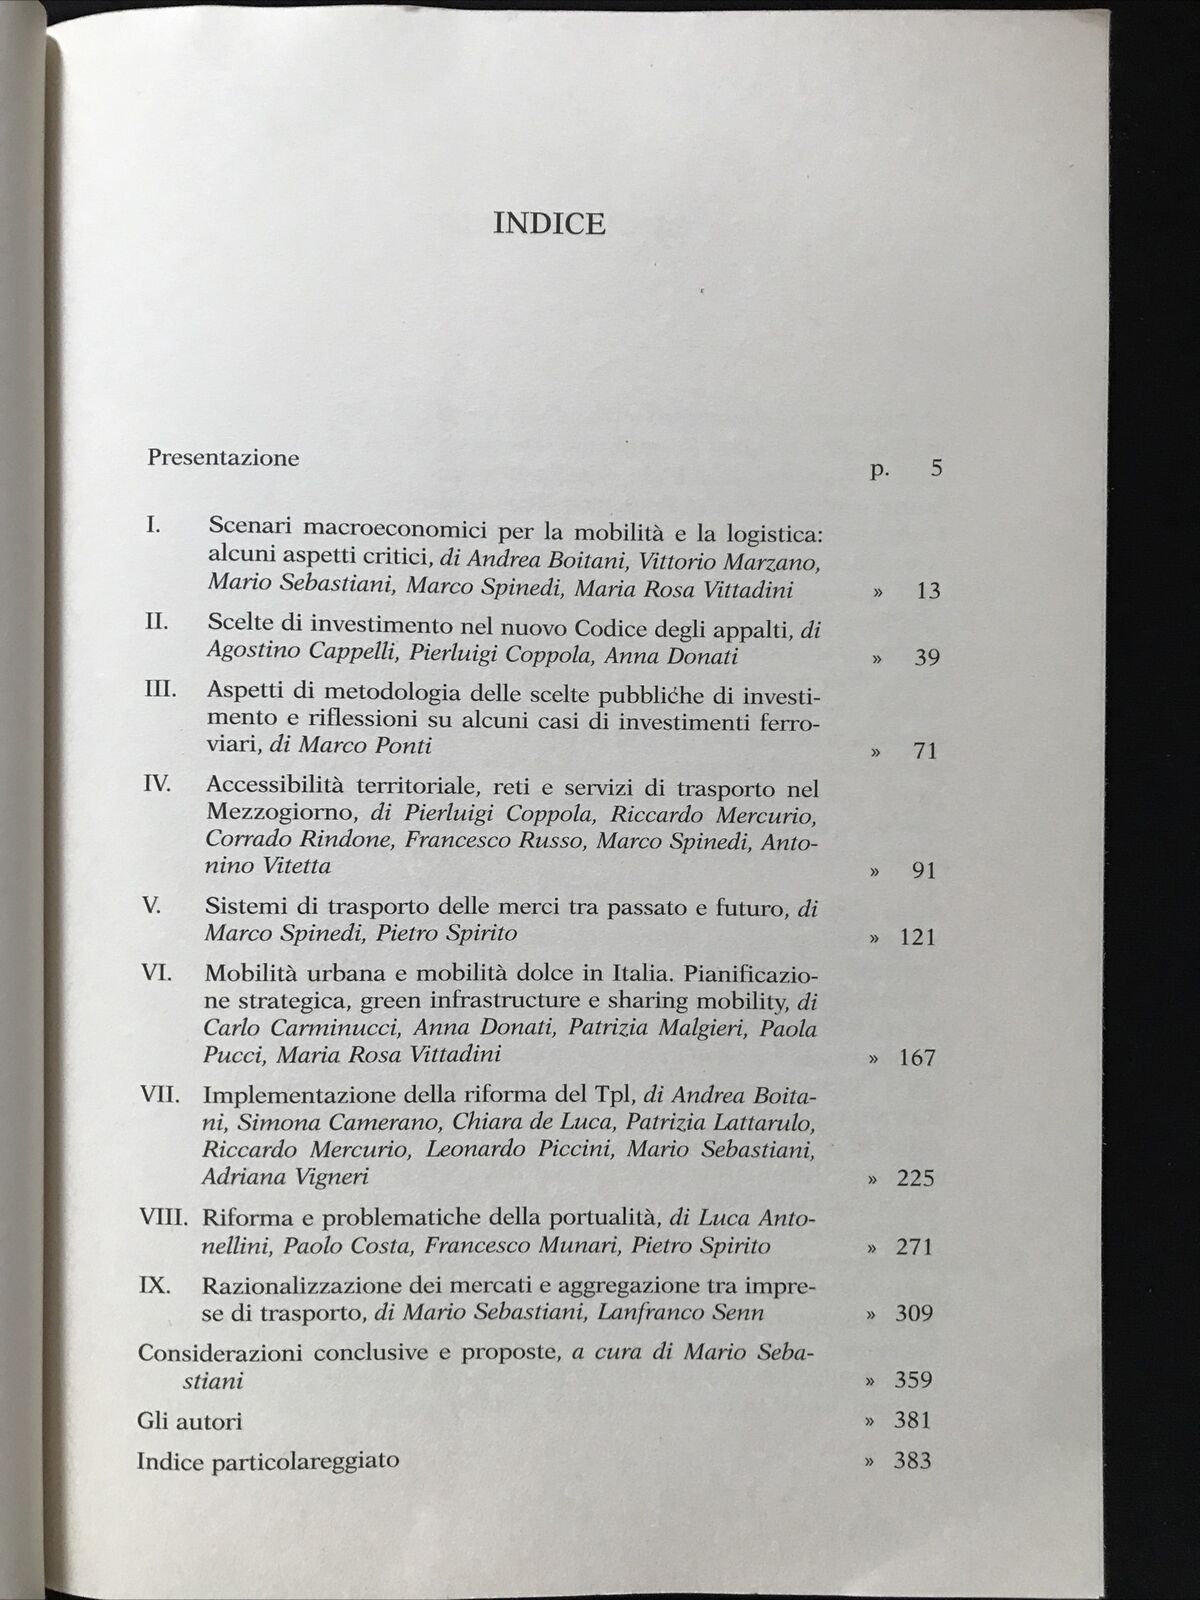 INDICE
Presentazione p. 5
I. Scenari macroeconomici per la mobilità e la logistica:
alcuni aspetti critici, di Andrea Boitani, Vittorio Marzano,
Mario Sebastiani, Marco Spinedi, Maria Rosa Vittadini » 13
II. Scelte di investimento nel nuovo Codice degli appalti, di
Agostino Cappelli, Pierluigi Coppola, Anna Donati » 39
III. Aspetti di metodologia delle scelte pubbliche di investi-
mento e riflessioni su alcuni casi di investimenti ferro-
viari, di Marco Ponti » 71
IV. Accessibilità territoriale, reti e servizi di trasporto nel
Mezzogiorno, di Pierluigi Coppola, Riccardo Mercurio,
Corrado Rindone, Francesco Russo, Marco Spinedi, Anto-
nino Vitetta » 91
V. Sistemi di trasporto delle merci tra passato e futuro, di
Marco Spinedi, Pietro Spirito » 121
VI. Mobilità urbana e mobilità dolce in Italia. Pianificazio-
ne strategica, green infrastructure e sharing mobility, di
Carlo Carminucci, Anna Donati, Patrizia Malgieri, Paola
Pucci, Maria Rosa Vittadini » 167
VII. Implementazione della riforma del Tpl, di Andrea Boita-
ni, Simona Camerano, Chiara de Luca, Patrizia Lattarulo,
Riccardo Mercurio, Leonardo Piccini, Mario Sebastiani,
Adriana Vigneri » 225
VIII. Riforma e problematiche della portualità, di Luca Anto-
nellini, Paolo Costa, Francesco Munari, Pietro Spirito » 271
IX. Razionalizzazione dei mercati e aggregazione tra impre-
se di trasporto, di Mario Sebastiani, Lanfranco Senn » 309
Considerazioni conclusive e proposte, a cura di Mario Seba-
stiani » 359
Gli autori » 381
Indice particolareggiato » 383